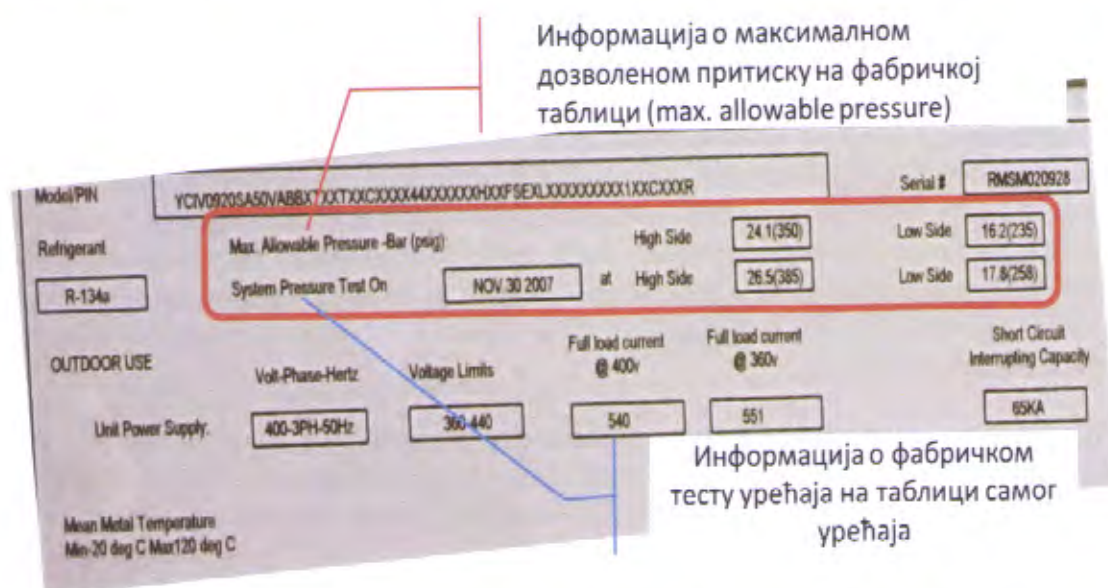 Информација о максималном
дозвољеном притиску на фабричкој
таблици (max. allowable pressure)
Model/PIN YCIV0920SA50VABBXTXXTXXCXXXX44XXXXXXHXXFSEXLXXXXXXXXX1XXCXXXR Serial # RMSM020928
Refrigerant Max. Allowable Pressure -Bar (psig): High Side 24.1(350) Low Side 16.2(235)
R-134a System Pressure Test On NOV 30 2007 at High Side 26.5(385) Low Side 17.8(258)
OUTDOOR USE Volt-Phase-Hertz Voltage Limits Full load current @ 400v Full load current @ 360v Short Circuit Interrupting Capacity
Unit Power Supply: 400-3PH-50Hz 360-440 540 551 65KA
Информација о фабричком
тесту уређаја на таблици самог
уређаја
Mean Metal Temperature
Min-20 deg C Max120 deg C